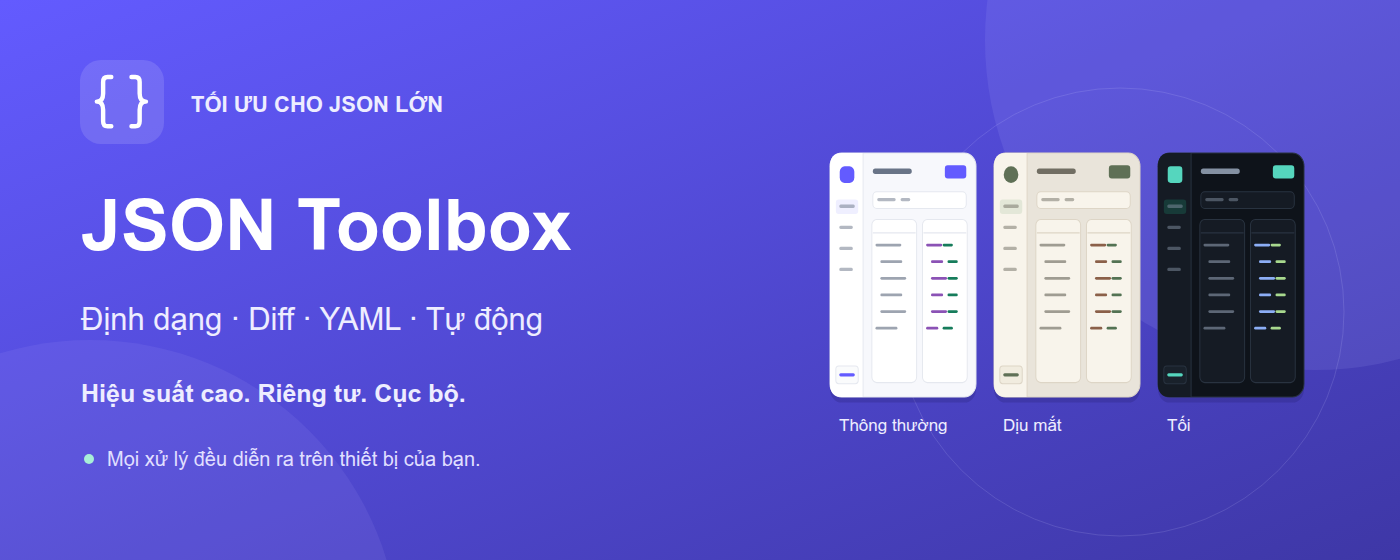 { }
TỐI ƯU CHO JSON LỚN
JSON Toolbox
Định dạng · Diff · YAML · Tự động
Hiệu suất cao. Riêng tư. Cục bộ.
Mọi xử lý đều diễn ra trên thiết bị của bạn.
Thông thường
Dịu mắt
Tối